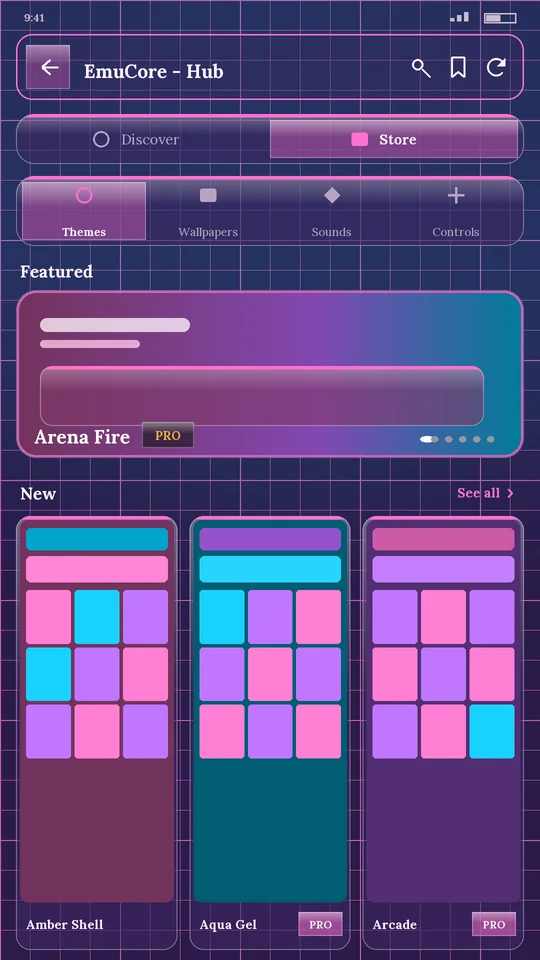 9:41
EmuCore - Hub
Discover
Store
Themes
Wallpapers
Sounds
Controls
Featured
Arena Fire
PRO
New
See all
Amber Shell
Aqua Gel
PRO
Arcade
PRO